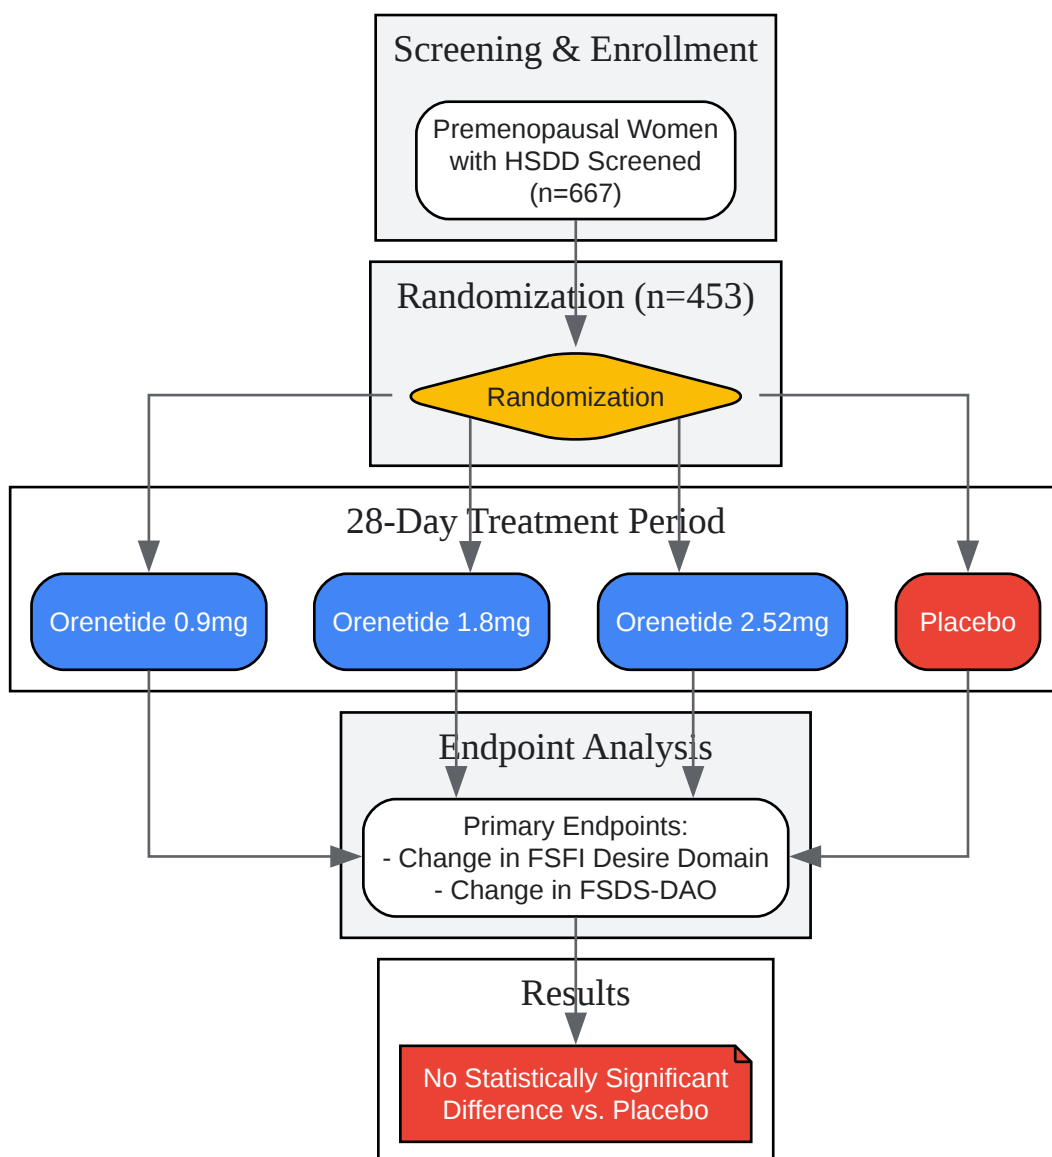 Screening & Enrollment
Premenopausal Women
with HSDD Screened
(n=667)
Randomization (n=453)
Randomization
28-Day Treatment Period
Orenetide 0.9mg
Orenetide 1.8mg
Orenetide 2.52mg
Placebo
Endpoint Analysis
Primary Endpoints:
- Change in FSFI Desire Domain
- Change in FSDS-DAO
Results
No Statistically Significant
Difference vs. Placebo